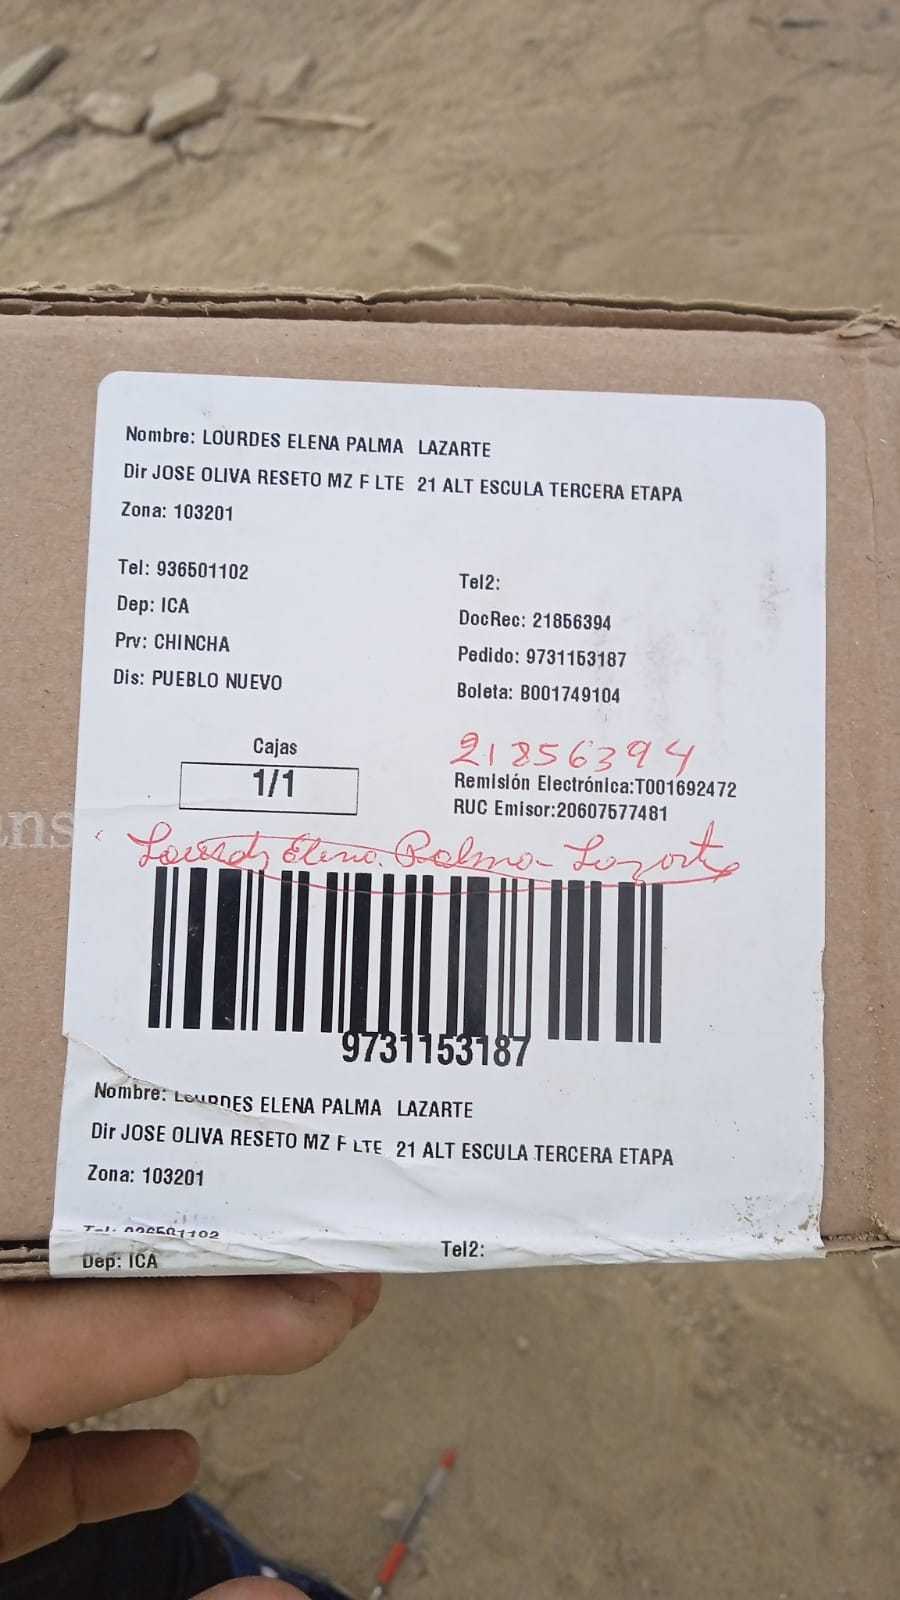 Nombre: LOURDES ELENA PALMA LAZARTE
Dir JOSE OLIVA RESETO MZ F LTE 21 ALT ESCULA TERCERA ETAPA
Zona: 103201
Tel: 936501102
Tel2:
Dep: ICA
DocRec: 21856394
Prv: CHINCHA
Pedido: 9731153187
Dis: PUEBLO NUEVO
Boleta: B001749104
Cajas
1/1
21856394
Remisión Electrónica:T001692472
RUC Emisor:20607577481
ns
Lourdes Elena Palma Lazarte
9731153187
Nombre: LOURDES ELENA PALMA LAZARTE
Dir JOSE OLIVA RESETO MZ F LTE 21 ALT ESCULA TERCERA ETAPA
Zona: 103201
Tel: 936501102
Tel2:
Dep: ICA